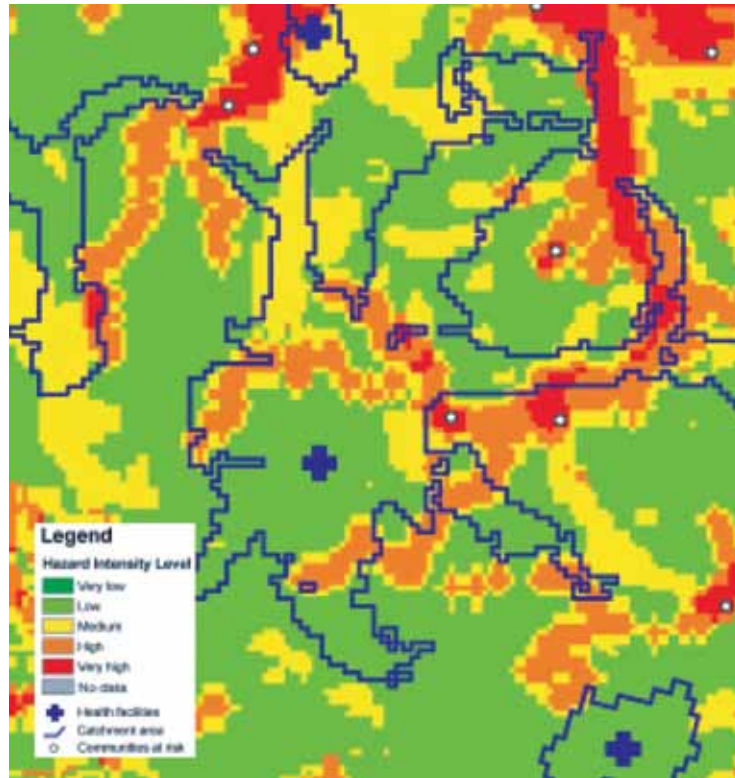 Legend
Hazard Intensity Level
Very low
Low
Medium
High
Very high
No data
Health facilities
Catchment area
Communities at risk